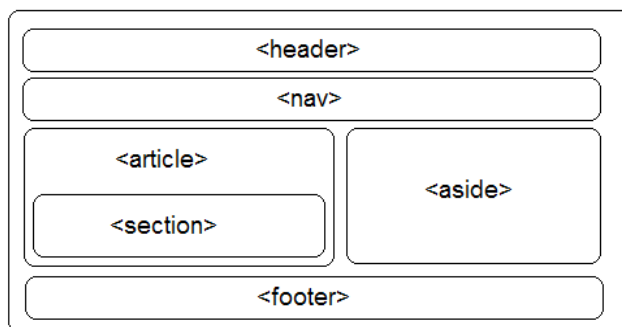 <header>
<nav>
<article>
<aside>
<section>
<footer>